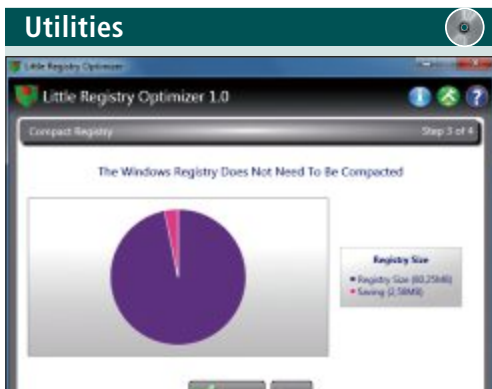 Utilities
Little Registry Optimizer
Little Registry Optimizer 1.0
Compact Registry
Step 3 of 4
The Windows Registry Does Not Need To Be Compacted
Registry Size
Registry Size (80,25MB)
Saving (2,58MB)